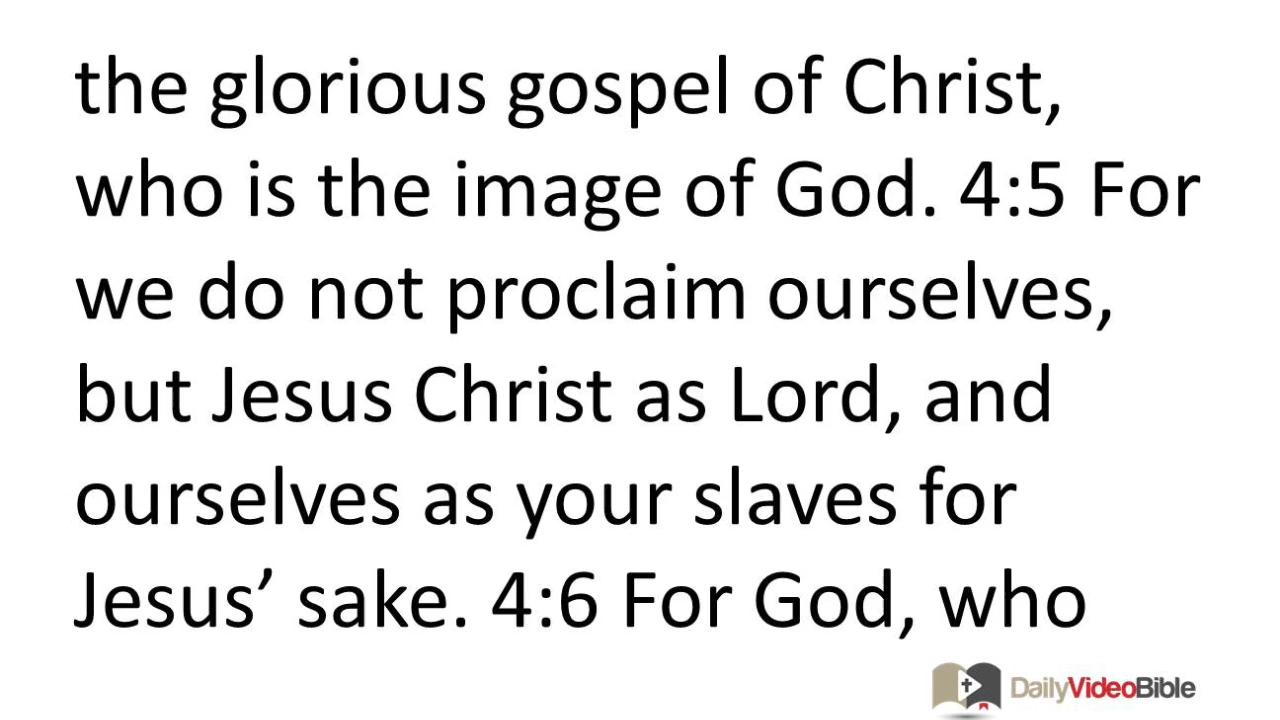 the glorious gospel of Christ,
who is the image of God. 4:5 For
we do not proclaim ourselves,
but Jesus Christ as Lord, and
ourselves as your slaves for
Jesus’ sake. 4:6 For God, who
DailyVideoBible